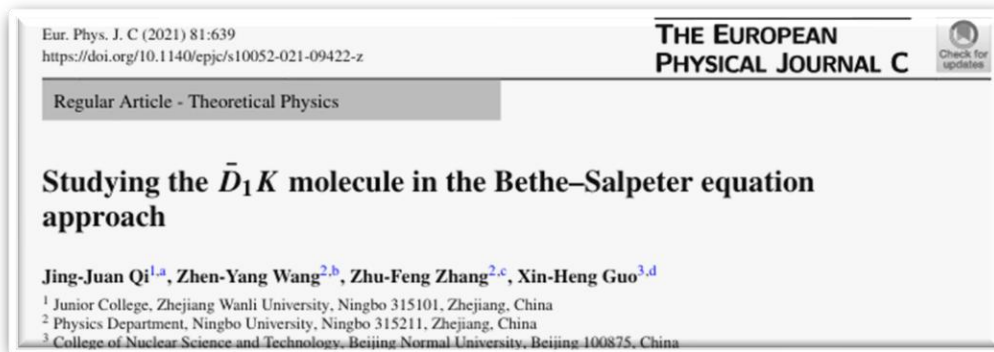 Eur. Phys. J. C (2021) 81:639
https://doi.org/10.1140/epjc/s10052-021-09422-z
THE EUROPEAN
PHYSICAL JOURNAL C
Check for
updates
Regular Article - Theoretical Physics
Studying the D̄₁K molecule in the Bethe–Salpeter equation
approach
Jing-Juan Qi1,a, Zhen-Yang Wang2,b, Zhu-Feng Zhang2,c, Xin-Heng Guo3,d
1 Junior College, Zhejiang Wanli University, Ningbo 315101, Zhejiang, China
2 Physics Department, Ningbo University, Ningbo 315211, Zhejiang, China
3 College of Nuclear Science and Technology, Beijing Normal University, Beijing 100875, China